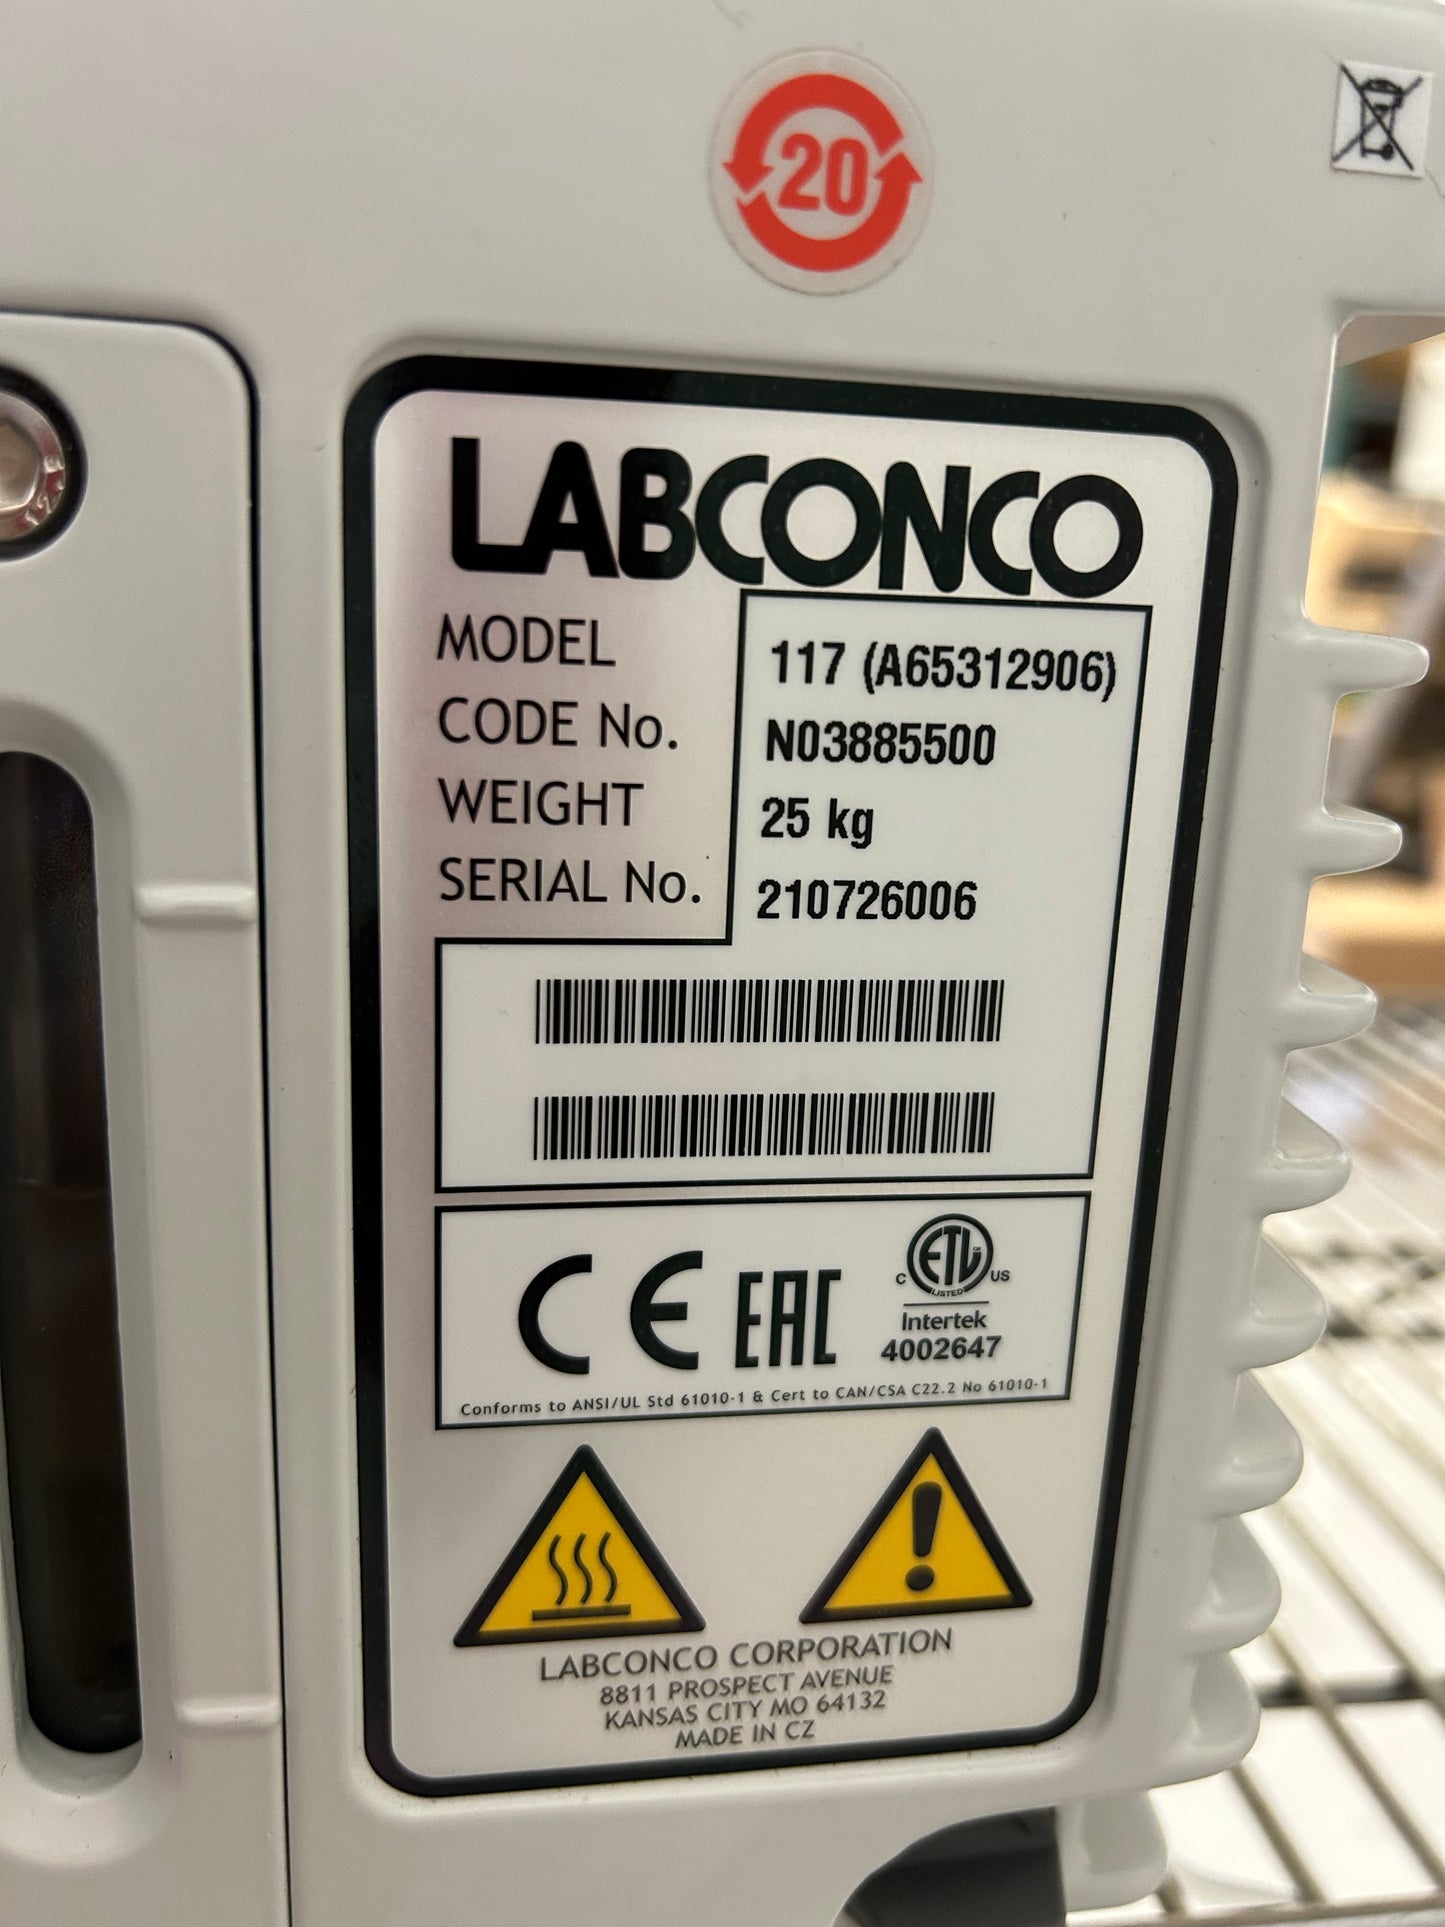 20
LABCONCO
MODEL 117 (A65312906)
CODE No. N03885500
WEIGHT 25 kg
SERIAL No. 210726006
CE EAC C ETL US
LISTED
Intertek
4002647
Conforms to ANSI/UL Std 61010-1 & Cert to CAN/CSA C22.2 No 61010-1
LABCONCO CORPORATION
8811 PROSPECT AVENUE
KANSAS CITY MO 64132
MADE IN CZ